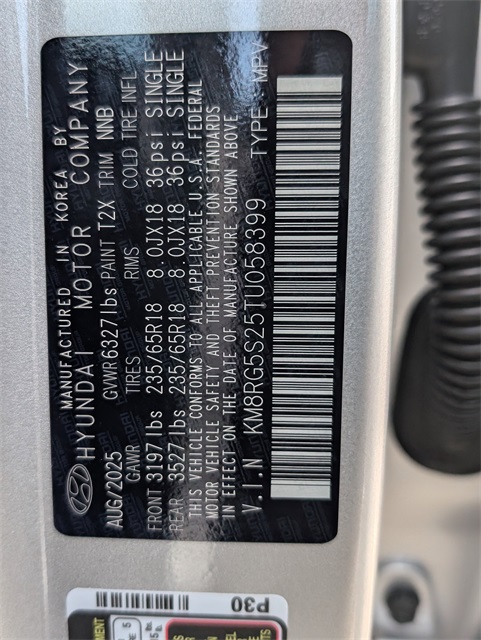 MANUFACTURED IN KOREA BY
HYUNDAI MOTOR COMPANY
AUG/2025 GVWR 6327lbs PAINT T2X TRIM NNB
GAWR TIRES RIMS COLD TIRE INFL
FRONT 3197lbs 235/65R18 8.0JX18 36psi SINGLE
REAR 3527lbs 235/65R18 8.0JX18 36psi SINGLE
THIS VEHICLE CONFORMS TO ALL APPLICABLE U.S.A. FEDERAL
MOTOR VEHICLE SAFETY AND THEFT PREVENTION STANDARDS
IN EFFECT ON THE DATE OF MANUFACTURE SHOWN ABOVE
V.I.N KM8RG5S25TU058399 TYPE: MPV
P30